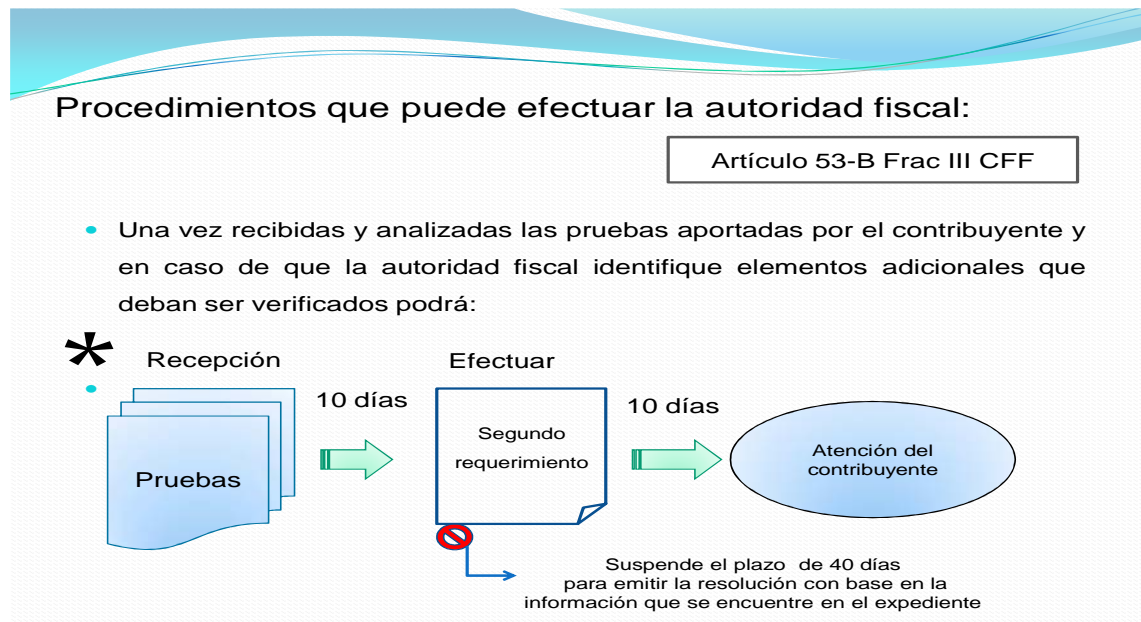 Procedimientos que puede efectuar la autoridad fiscal:
Artículo 53-B Frac III CFF
• Una vez recibidas y analizadas las pruebas aportadas por el contribuyente y
en caso de que la autoridad fiscal identifique elementos adicionales que
deban ser verificados podrá:
*
•
Recepción
Pruebas
10 días
Efectuar
Segundo
requerimiento
10 días
Atención del
contribuyente
Suspende el plazo de 40 días
para emitir la resolución con base en la
información que se encuentre en el expediente